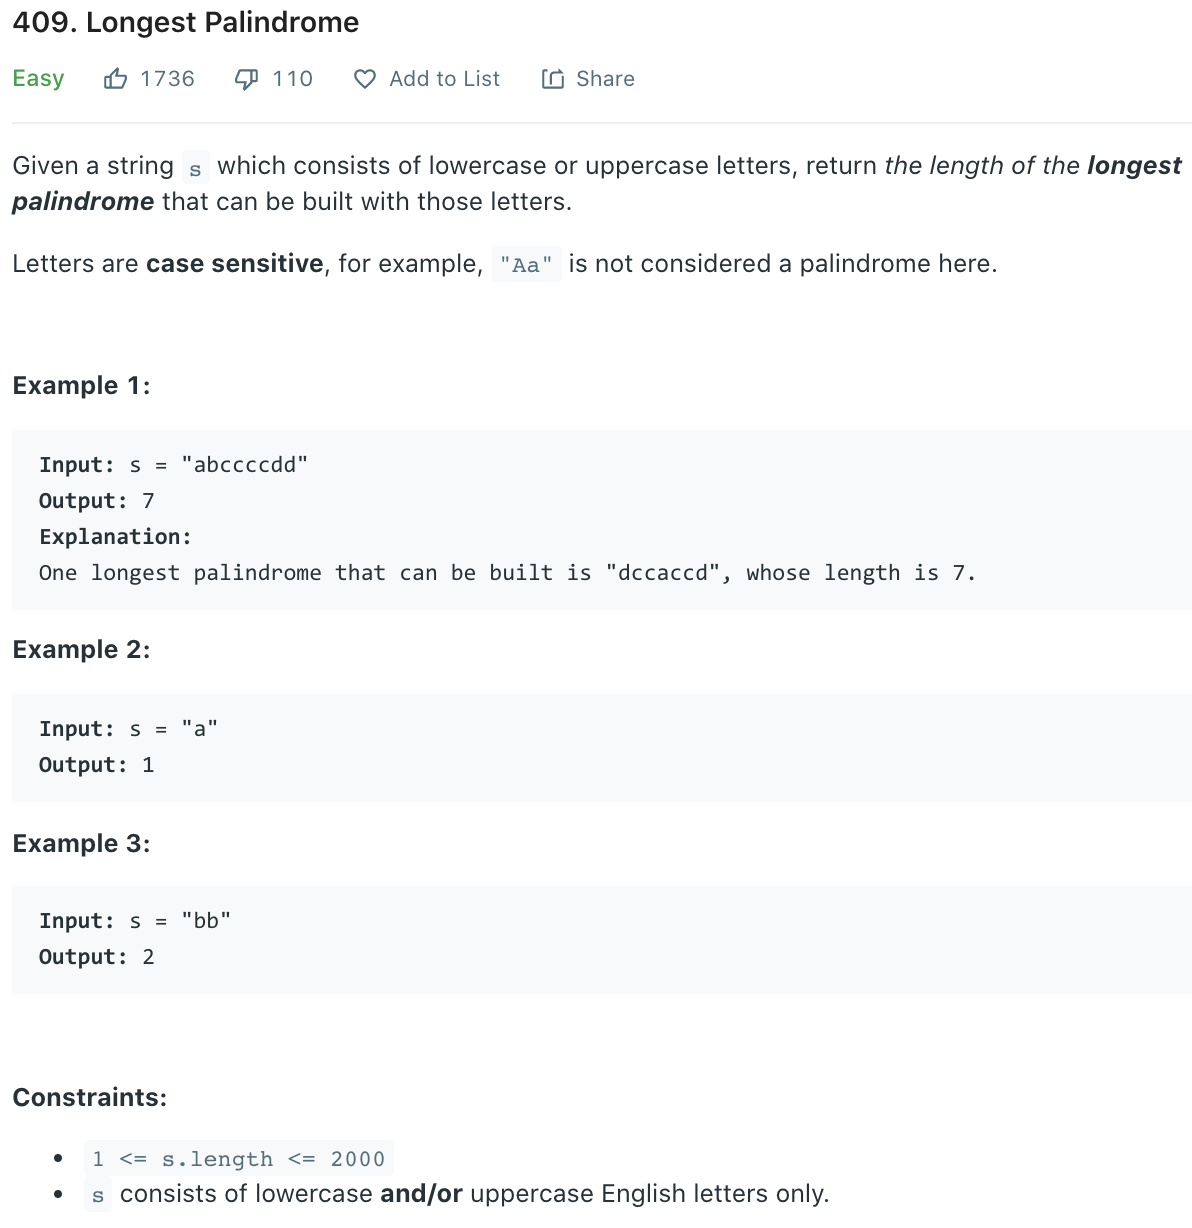 409. Longest Palindrome
Easy 1736 110 Add to List Share
Given a string s which consists of lowercase or uppercase letters, return the length of the longest
palindrome that can be built with those letters.
Letters are case sensitive, for example, "Aa" is not considered a palindrome here.
Example 1:
Input: s = "abccccdd"
Output: 7
Explanation:
One longest palindrome that can be built is "dccaccd", whose length is 7.
Example 2:
Input: s = "a"
Output: 1
Example 3:
Input: s = "bb"
Output: 2
Constraints:
• 1 <= s.length <= 2000
• s consists of lowercase and/or uppercase English letters only.